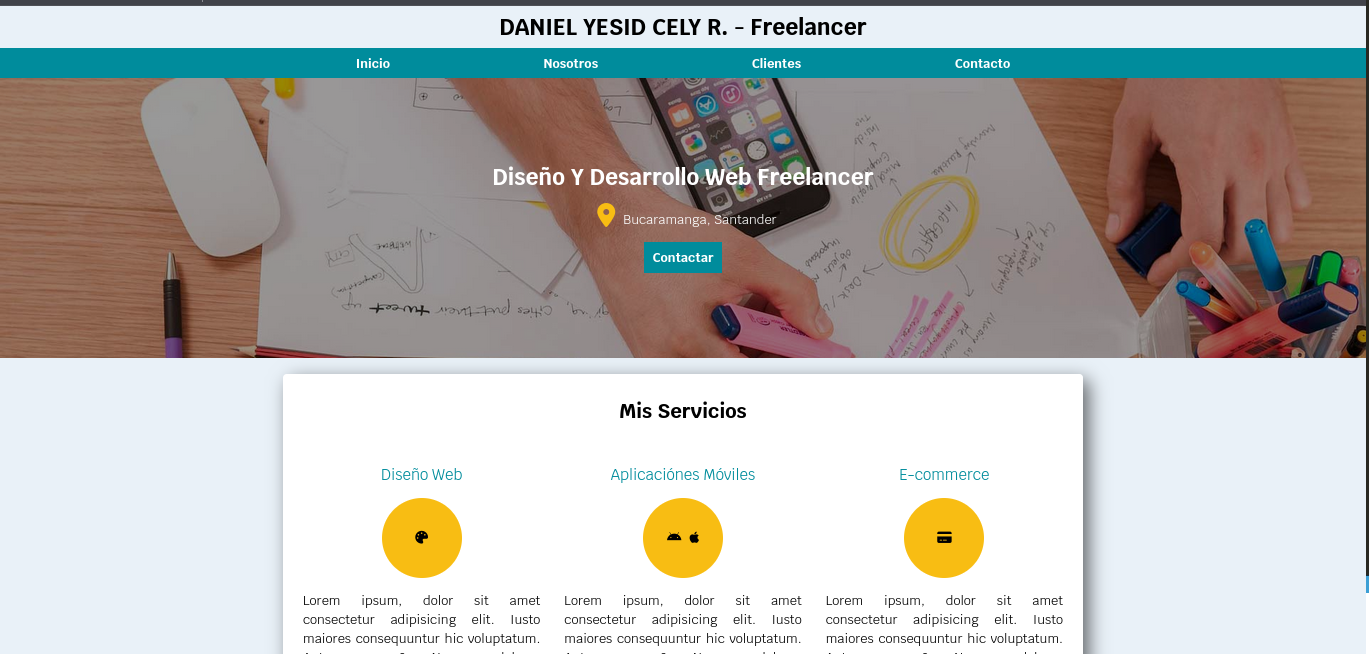 DANIEL YESID CELY R. - Freelancer
Inicio Nosotros Clientes Contacto
Diseño Y Desarrollo Web Freelancer
Bucaramanga, Santander
Contactar
Mis Servicios
Diseño Web Aplicaciónes Móviles E-commerce
Lorem ipsum, dolor sit amet Lorem ipsum, dolor sit amet Lorem ipsum, dolor sit amet
consectetur adipisicing elit. Iusto consectetur adipisicing elit. Iusto consectetur adipisicing elit. Iusto
maiores consequuntur hic voluptatum. maiores consequuntur hic voluptatum. maiores consequuntur hic voluptatum.